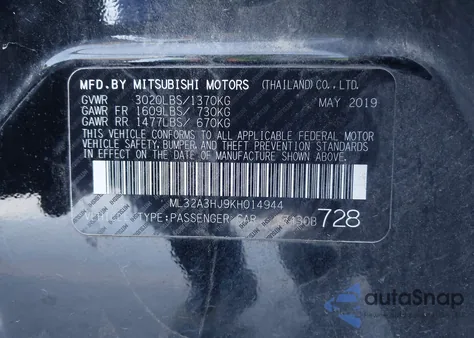 MFD.BY MITSUBISHI MOTORS (THAILAND) CO.,LTD.
GVWR 3020LBS/1370KG MAY 2019
GAWR FR 1609LBS/ 730KG
GAWR RR 1477LBS/ 670KG
THIS VEHICLE CONFORMS TO ALL APPLICABLE FEDERAL MOTOR
VEHICLE SAFETY, BUMPER, AND THEFT PREVENTION STANDARDS
IN EFFECT ON THE DATE OF MANUFACTURE SHOWN ABOVE.
ML32A3HJ9KH014944
VEHICLE TYPE:PASSENGER CAR 728
autoSnap